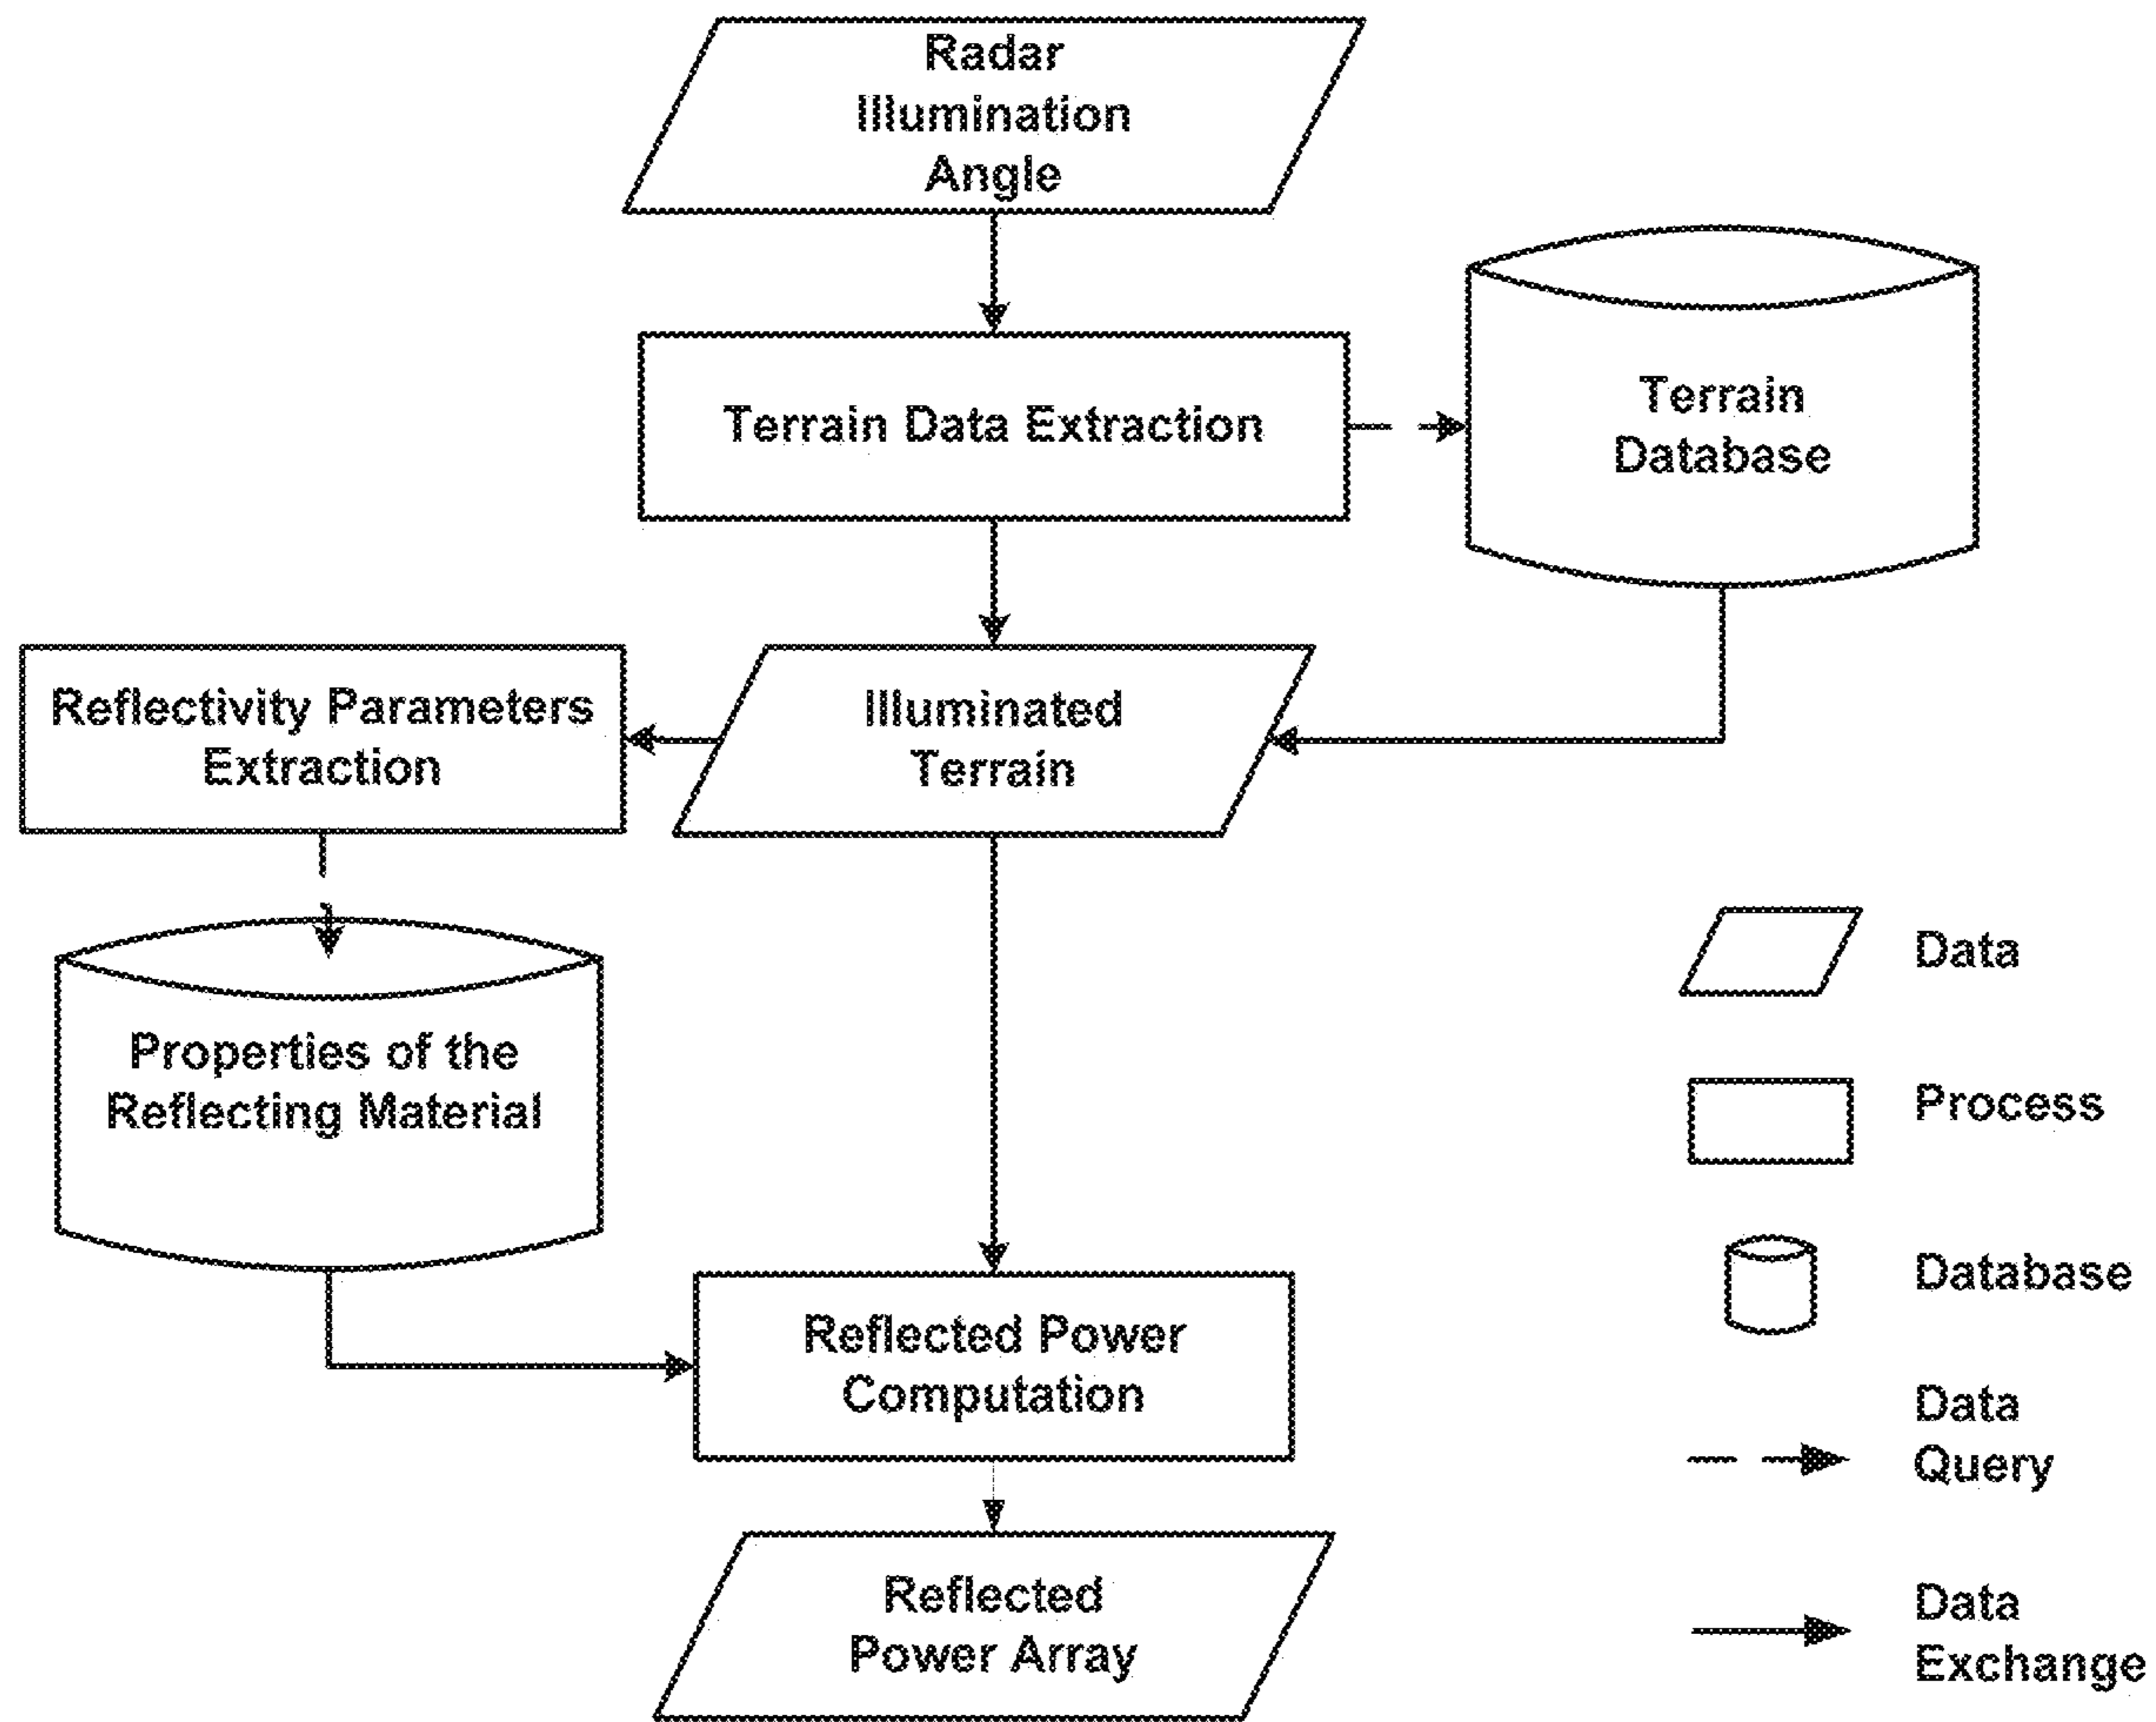 Radar
Illumination
Angle
Terrain Data Extraction
Terrain
Database
Reflectivity Parameters
Extraction
Illuminated
Terrain
Properties of the
Reflecting Material
Reflected Power
Computation
Reflected
Power Array
Data
Process
Database
Data
Query
Data
Exchange